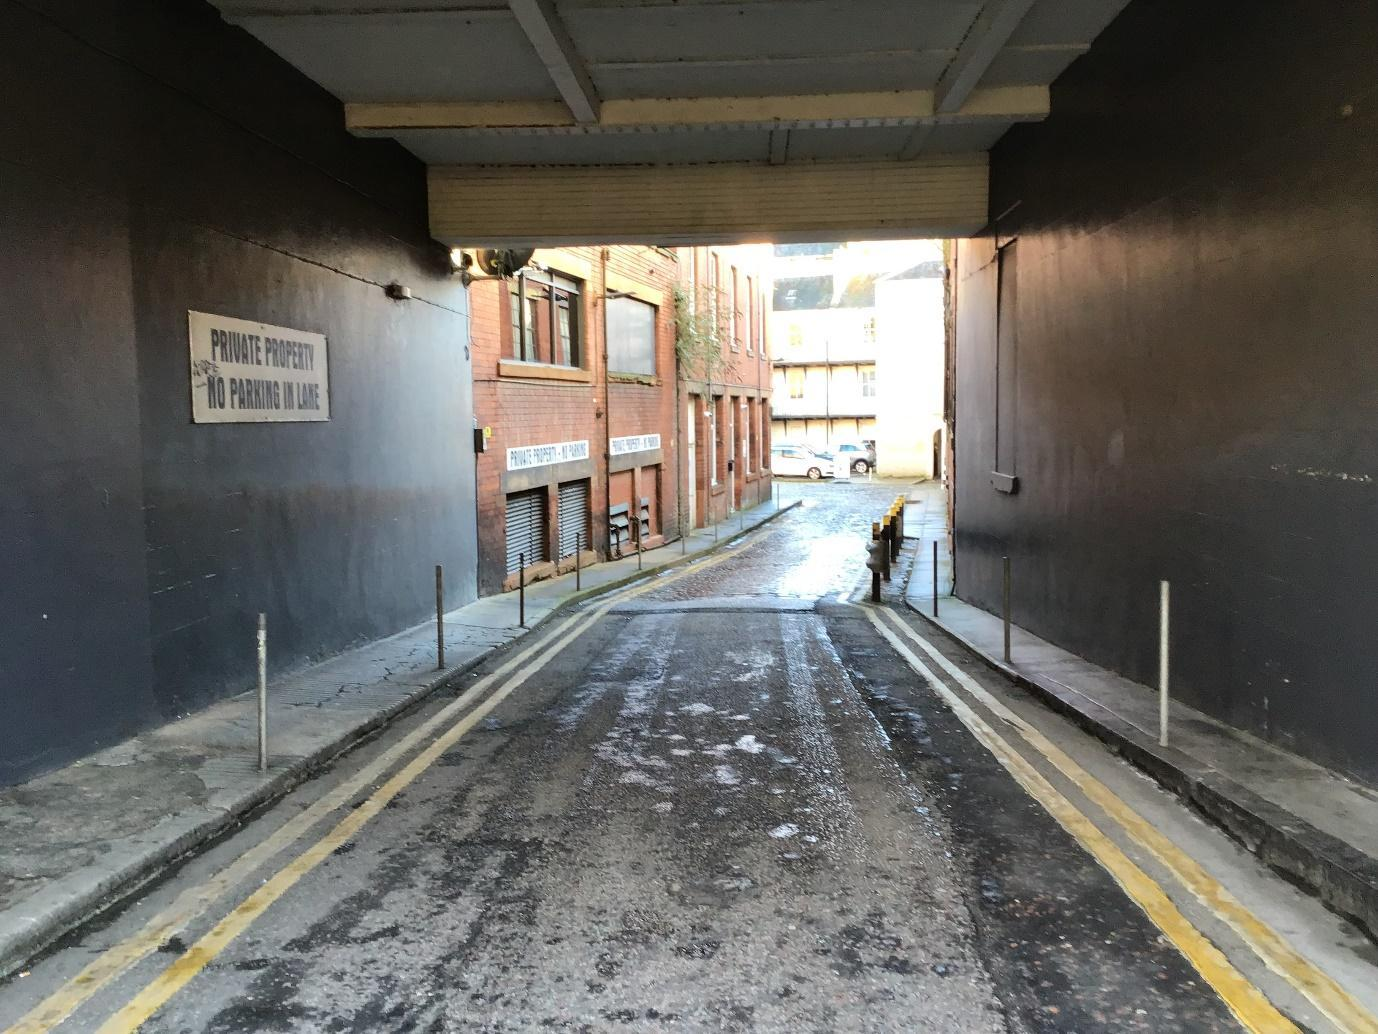 PRIVATE PROPERTY
NO PARKING IN LANE
PRIVATE PROPERTY - NO PARKING
PRIVATE PROPERTY - NO PARKING